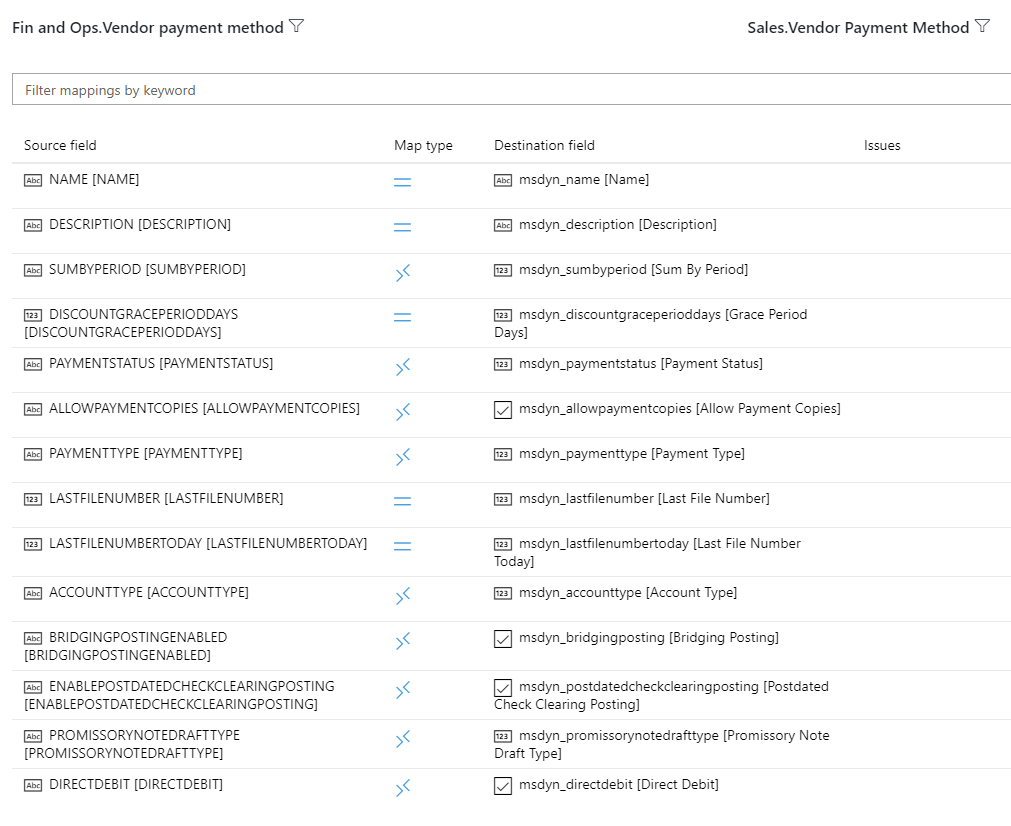 Fin and Ops.Vendor payment method Sales.Vendor Payment Method
Filter mappings by keyword
Source field Map type Destination field Issues
Abc NAME [NAME] = Abc msdyn_name [Name]
Abc DESCRIPTION [DESCRIPTION] = Abc msdyn_description [Description]
Abc SUMBYPERIOD [SUMBYPERIOD] >< 123 msdyn_sumbyperiod [Sum By Period]
123 DISCOUNTGRACEPERIODDAYS = 123 msdyn_discountgraceperioddays [Grace Period
[DISCOUNTGRACEPERIODDAYS] Days]
Abc PAYMENTSTATUS [PAYMENTSTATUS] >< 123 msdyn_paymentstatus [Payment Status]
Abc ALLOWPAYMENTCOPIES [ALLOWPAYMENTCOPIES] >< msdyn_allowpaymentcopies [Allow Payment Copies]
Abc PAYMENTTYPE [PAYMENTTYPE] >< 123 msdyn_paymenttype [Payment Type]
123 LASTFILENUMBER [LASTFILENUMBER] = 123 msdyn_lastfilenumber [Last File Number]
123 LASTFILENUMBERTODAY [LASTFILENUMBERTODAY] = 123 msdyn_lastfilenumbertoday [Last File Number
Today]
Abc ACCOUNTTYPE [ACCOUNTTYPE] >< 123 msdyn_accounttype [Account Type]
Abc BRIDGINGPOSTINGENABLED >< msdyn_bridgingposting [Bridging Posting]
[BRIDGINGPOSTINGENABLED]
Abc ENABLEPOSTDATEDCHECKCLEARINGPOSTING >< msdyn_postdatedcheckclearingposting [Postdated
[ENABLEPOSTDATEDCHECKCLEARINGPOSTING] Check Clearing Posting]
Abc PROMISSORYNOTEDRAFTTYPE >< 123 msdyn_promissorynotedrafttype [Promissory Note
[PROMISSORYNOTEDRAFTTYPE] Draft Type]
Abc DIRECTDEBIT [DIRECTDEBIT] >< msdyn_directdebit [Direct Debit]